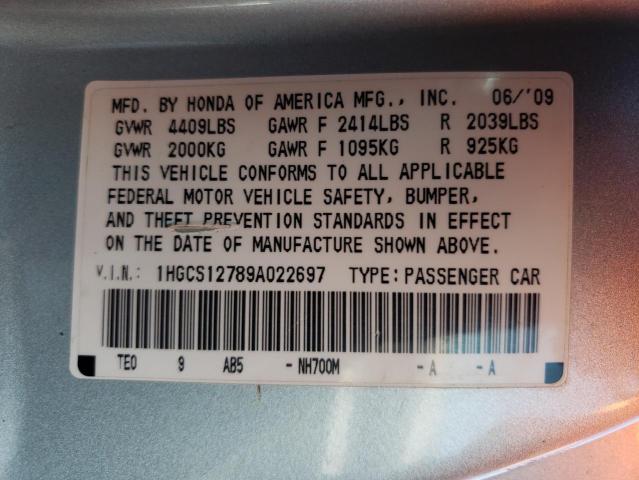 MFD. BY HONDA OF AMERICA MFG., INC. 06/'09
GVWR 4409LBS GAWR F 2414LBS R 2039LBS
GVWR 2000KG GAWR F 1095KG R 925KG
THIS VEHICLE CONFORMS TO ALL APPLICABLE
FEDERAL MOTOR VEHICLE SAFETY, BUMPER,
AND THEFT PREVENTION STANDARDS IN EFFECT
ON THE DATE OF MANUFACTURE SHOWN ABOVE.
V.I.N.: 1HGCS12789A022697 TYPE: PASSENGER CAR
TE0 9 AB5 - NH700M - A - A